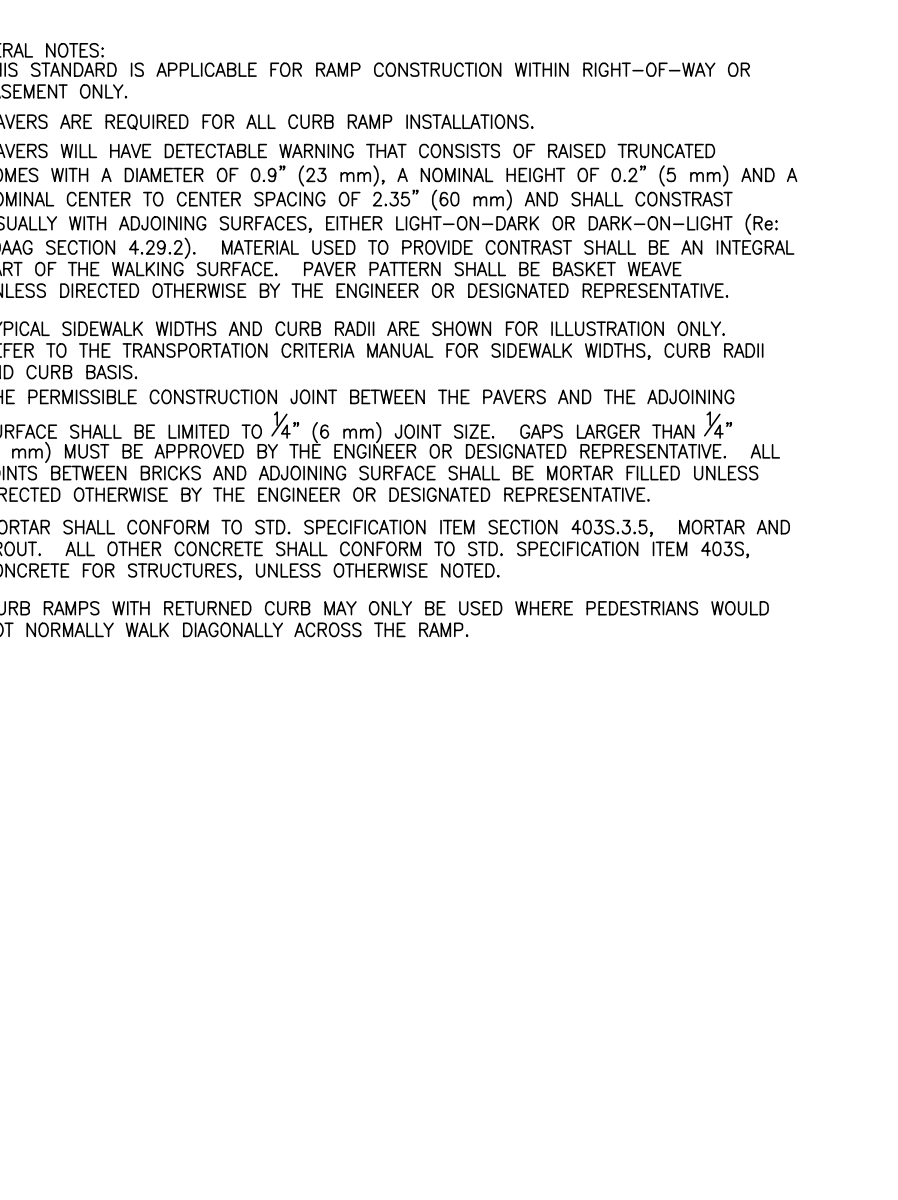 ERAL NOTES:
HIS STANDARD IS APPLICABLE FOR RAMP CONSTRUCTION WITHIN RIGHT-OF-WAY OR
ASEMENT ONLY.
AVERS ARE REQUIRED FOR ALL CURB RAMP INSTALLATIONS.
AVERS WILL HAVE DETECTABLE WARNING THAT CONSISTS OF RAISED TRUNCATED
OMES WITH A DIAMETER OF 0.9" (23 mm), A NOMINAL HEIGHT OF 0.2" (5 mm) AND A
OMINAL CENTER TO CENTER SPACING OF 2.35" (60 mm) AND SHALL CONSTRAST
SUALLY WITH ADJOINING SURFACES, EITHER LIGHT-ON-DARK OR DARK-ON-LIGHT (Re:
DAAG SECTION 4.29.2). MATERIAL USED TO PROVIDE CONTRAST SHALL BE AN INTEGRAL
ART OF THE WALKING SURFACE. PAVER PATTERN SHALL BE BASKET WEAVE
NLESS DIRECTED OTHERWISE BY THE ENGINEER OR DESIGNATED REPRESENTATIVE.
YPICAL SIDEWALK WIDTHS AND CURB RADII ARE SHOWN FOR ILLUSTRATION ONLY.
EFER TO THE TRANSPORTATION CRITERIA MANUAL FOR SIDEWALK WIDTHS, CURB RADII
ND CURB BASIS.
HE PERMISSIBLE CONSTRUCTION JOINT BETWEEN THE PAVERS AND THE ADJOINING
URFACE SHALL BE LIMITED TO 1/4" (6 mm) JOINT SIZE. GAPS LARGER THAN 1/4"
mm) MUST BE APPROVED BY THE ENGINEER OR DESIGNATED REPRESENTATIVE. ALL
OINTS BETWEEN BRICKS AND ADJOINING SURFACE SHALL BE MORTAR FILLED UNLESS
IRECTED OTHERWISE BY THE ENGINEER OR DESIGNATED REPRESENTATIVE.
ORTAR SHALL CONFORM TO STD. SPECIFICATION ITEM SECTION 403S.3.5, MORTAR AND
ROUT. ALL OTHER CONCRETE SHALL CONFORM TO STD. SPECIFICATION ITEM 403S,
ONCRETE FOR STRUCTURES, UNLESS OTHERWISE NOTED.
URB RAMPS WITH RETURNED CURB MAY ONLY BE USED WHERE PEDESTRIANS WOULD
OT NORMALLY WALK DIAGONALLY ACROSS THE RAMP.